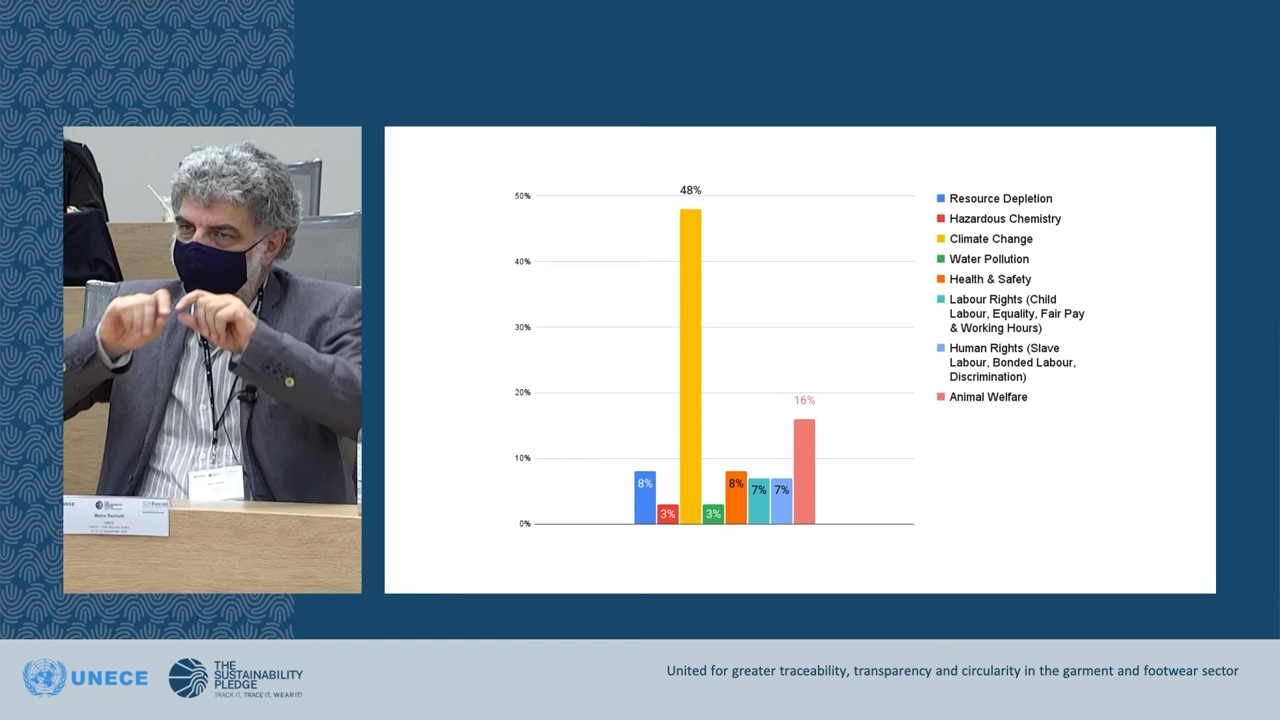 50%
40%
30%
20%
10%
0%
8%
3%
48%
3%
8%
7%
7%
16%
Resource Depletion
Hazardous Chemistry
Climate Change
Water Pollution
Health & Safety
Labour Rights (Child
Labour, Equality, Fair Pay
& Working Hours)
Human Rights (Slave
Labour, Bonded Labour,
Discrimination)
Animal Welfare
UNECE
THE
SUSTAINABILITY
PLEDGE
TRACK IT, TRACE IT, WEAR IT!
United for greater traceability, transparency and circularity in the garment and footwear sector